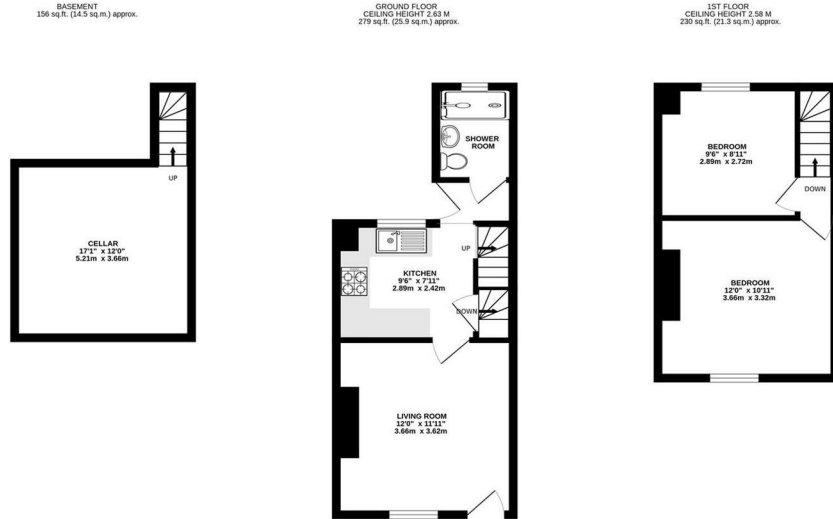 BASEMENT
156 sq.ft. (14.5 sq.m.) approx.
UP
CELLAR
17'1" x 12'0"
5.21m x 3.66m
GROUND FLOOR
CEILING HEIGHT 2.63 M
279 sq.ft. (25.9 sq.m.) approx.
SHOWER
ROOM
UP
KITCHEN
9'6" x 7'11"
2.89m x 2.42m
DOWN
LIVING ROOM
12'0" x 11'11"
3.66m x 3.62m
1ST FLOOR
CEILING HEIGHT 2.58 M
230 sq.ft. (21.3 sq.m.) approx.
BEDROOM
9'6" x 8'11"
2.89m x 2.72m
DOWN
BEDROOM
12'0" x 10'11"
3.66m x 3.32m